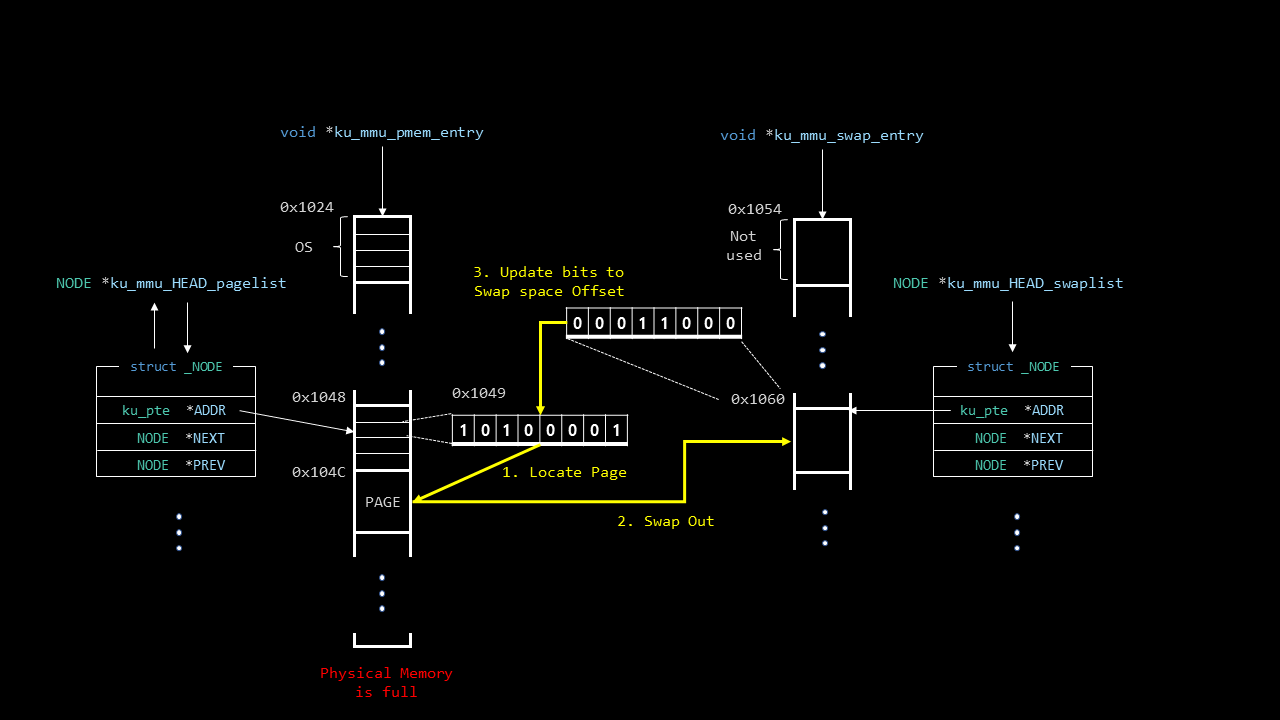 void *ku_mmu_pmem_entry
void *ku_mmu_swap_entry
0x1024
OS
0x1054
Not
used
NODE *ku_mmu_HEAD_pagelist
NODE *ku_mmu_HEAD_swaplist
3. Update bits to
Swap space Offset
0 0 0 1 1 0 0 0
struct _NODE
ku_pte *ADDR
NODE *NEXT
NODE *PREV
0x1048
0x1049
1 0 1 0 0 0 0 1
0x104C
1. Locate Page
PAGE
2. Swap Out
0x1060
struct _NODE
ku_pte *ADDR
NODE *NEXT
NODE *PREV
Physical Memory
is full